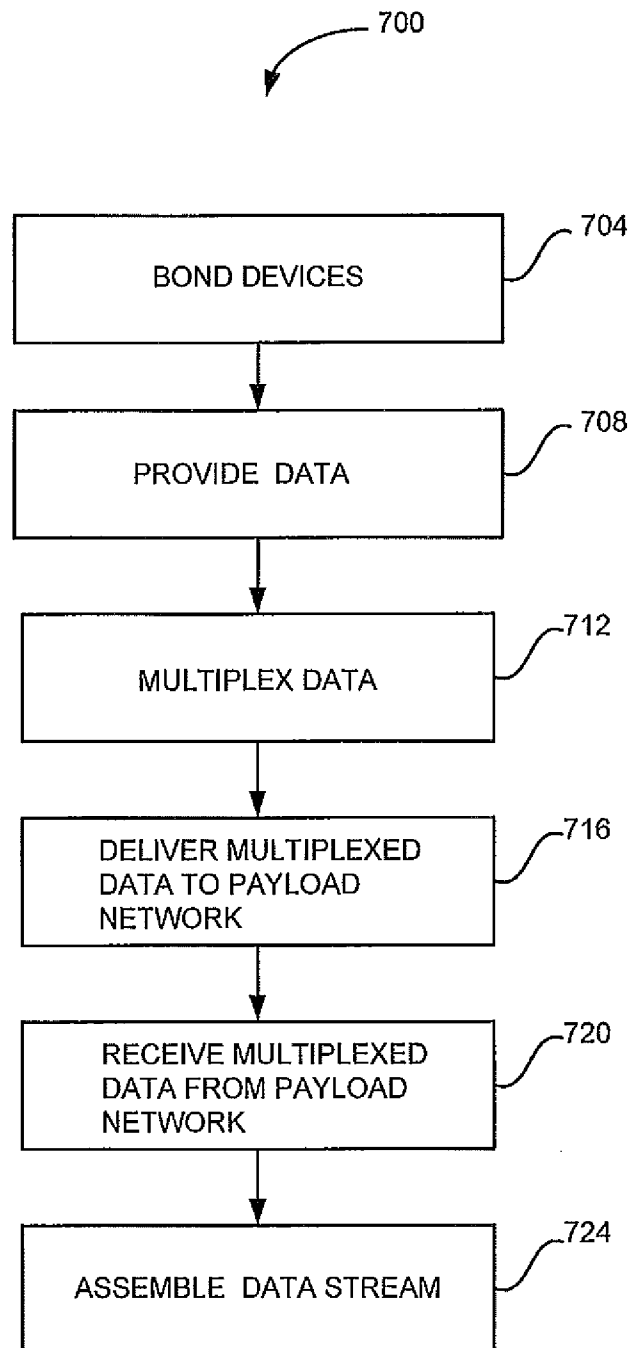 700
BOND DEVICES
704
PROVIDE DATA
708
MULTIPLEX DATA
712
DELIVER MULTIPLEXED
DATA TO PAYLOAD
NETWORK
716
RECEIVE MULTIPLEXED
DATA FROM PAYLOAD
NETWORK
720
ASSEMBLE DATA STREAM
724